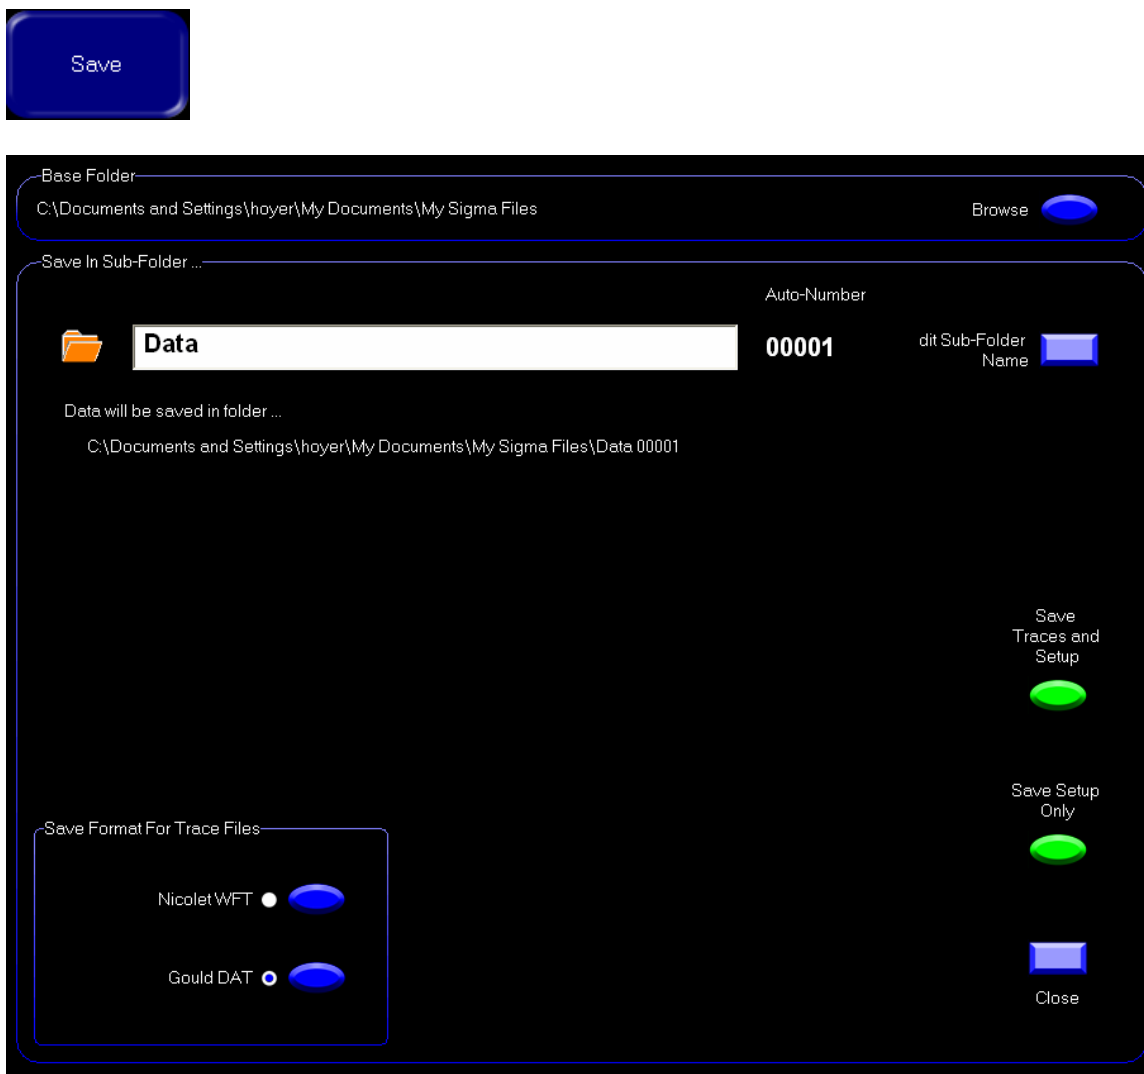 Save
Base Folder
C:\Documents and Settings\hoyer\My Documents\My Sigma Files
Browse
Save In Sub-Folder ...
Auto-Number
Data
00001
dit Sub-Folder
Name
Data will be saved in folder ...
C:\Documents and Settings\hoyer\My Documents\My Sigma Files\Data 00001
Save
Traces and
Setup
Save Setup
Only
Save Format For Trace Files
Nicolet WFT
Gould DAT
Close